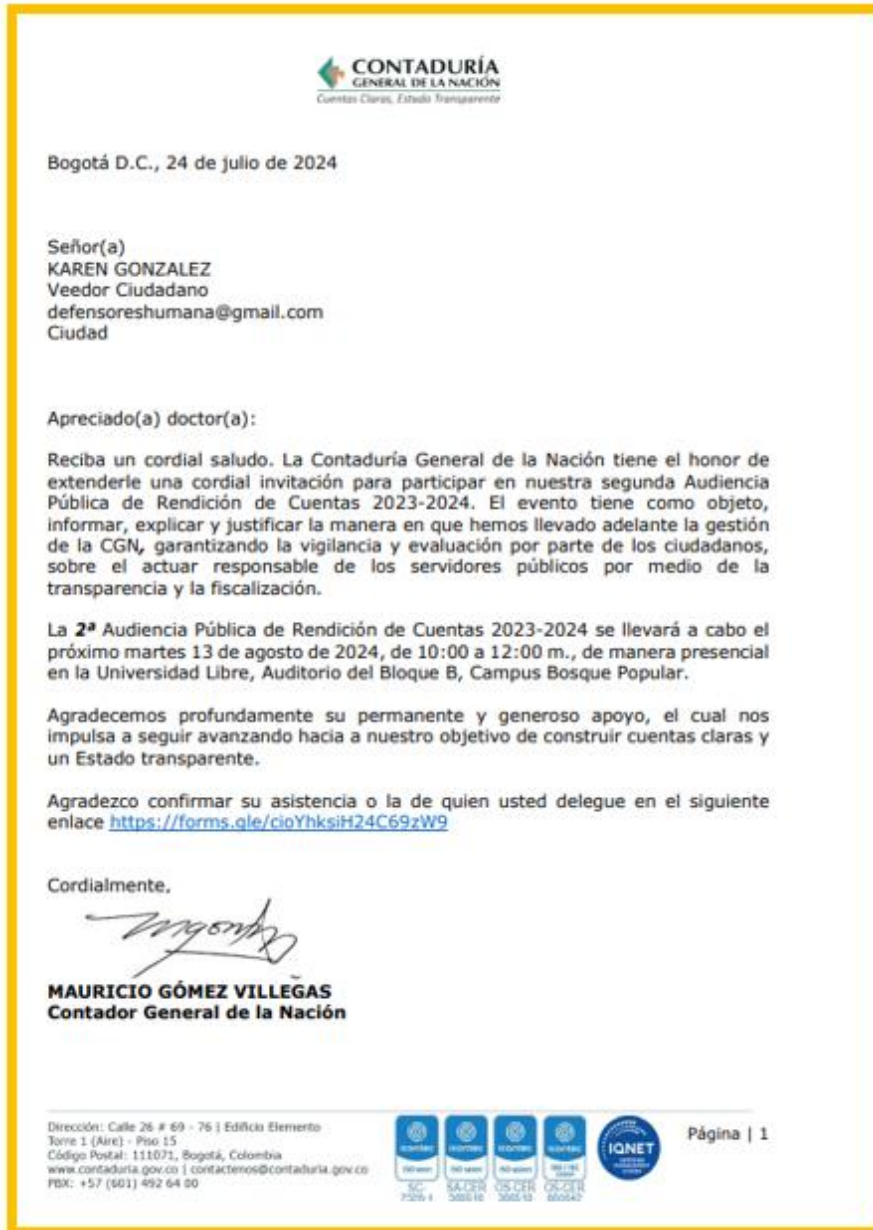 CONTADURÍA
GENERAL DE LA NACIÓN
Cuentas Claras, Estado Transparente
Bogotá D.C., 24 de julio de 2024
Señor(a)
KAREN GONZALEZ
Veedor Ciudadano
defensoreshumana@gmail.com
Ciudad
Apreciado(a) doctor(a):
Reciba un cordial saludo. La Contaduría General de la Nación tiene el honor de
extenderle una cordial invitación para participar en nuestra segunda Audiencia
Pública de Rendición de Cuentas 2023-2024. El evento tiene como objeto,
informar, explicar y justificar la manera en que hemos llevado adelante la gestión
de la CGN, garantizando la vigilancia y evaluación por parte de los ciudadanos,
sobre el actuar responsable de los servidores públicos por medio de la
transparencia y la fiscalización.
La 2ª Audiencia Pública de Rendición de Cuentas 2023-2024 se llevará a cabo el
próximo martes 13 de agosto de 2024, de 10:00 a 12:00 m., de manera presencial
en la Universidad Libre, Auditorio del Bloque B, Campus Bosque Popular.
Agradecemos profundamente su permanente y generoso apoyo, el cual nos
impulsa a seguir avanzando hacia a nuestro objetivo de construir cuentas claras y
un Estado transparente.
Agradezco confirmar su asistencia o la de quien usted delegue en el siguiente
enlace https://forms.gle/cioYhksiH24C69zW9
Cordialmente,
MAURICIO GÓMEZ VILLEGAS
Contador General de la Nación
Dirección: Calle 26 # 69 - 76 | Edificio Elemento
Torre 1 (Aire) - Piso 15
Código Postal: 111071, Bogotá, Colombia
www.contaduria.gov.co | contactenos@contaduria.gov.co
PBX: +57 (601) 492 64 00
IQNET
Página | 1